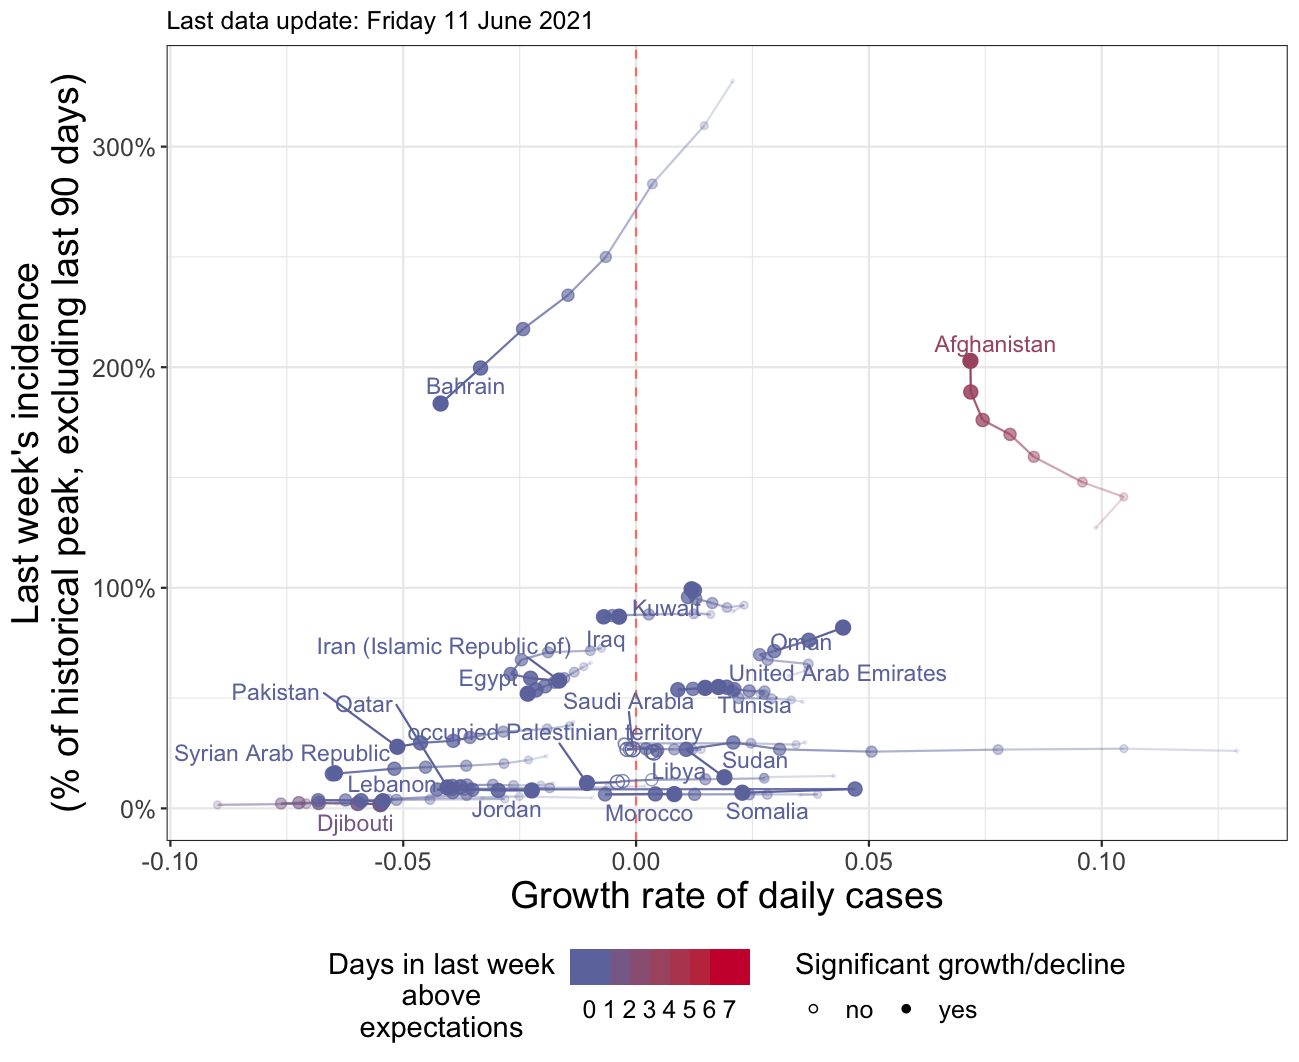 Last data update: Friday 11 June 2021
Last week's incidence
(% of historical peak, excluding last 90 days)
300%
200%
100%
0%
Afghanistan
Bahrain
Kuwait
Iraq
Oman
Iran (Islamic Republic of)
Egypt
United Arab Emirates
Pakistan
Qatar
Saudi Arabia
Tunisia
occupied Palestinian territory
Syrian Arab Republic
Sudan
Libya
Lebanon
Jordan
Morocco
Somalia
Djibouti
-0.10 -0.05 0.00 0.05 0.10
Growth rate of daily cases
Days in last week
above
expectations
0 1 2 3 4 5 6 7
Significant growth/decline
no yes